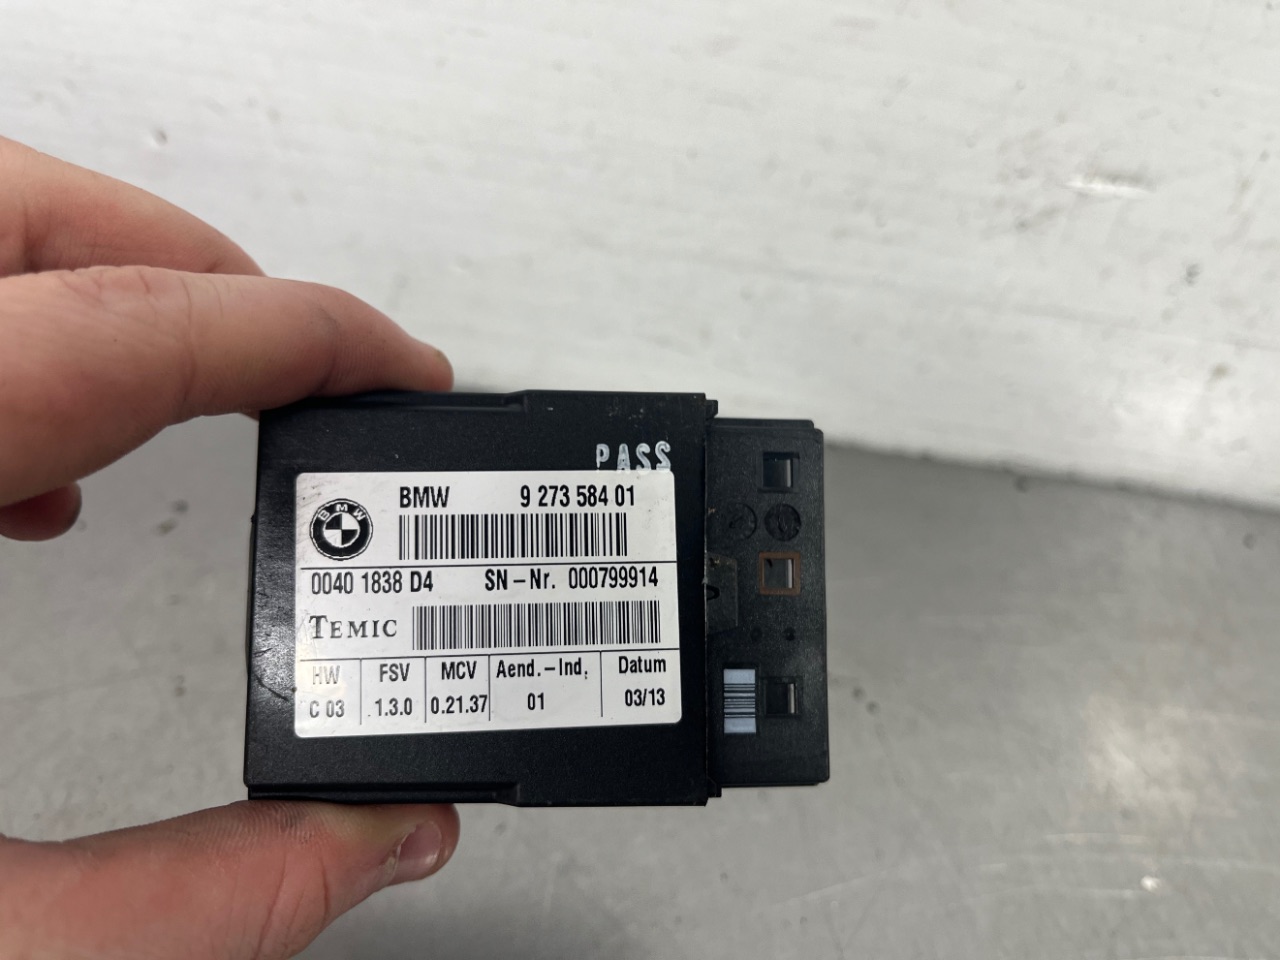 PASS
BMW 9 273 584 01
BMW
0040 1838 D4 SN-Nr. 000799914
TEMIC
HW FSV MCV Aend.-Ind. Datum
C 03 1.3.0 0.21.37 01 03/13